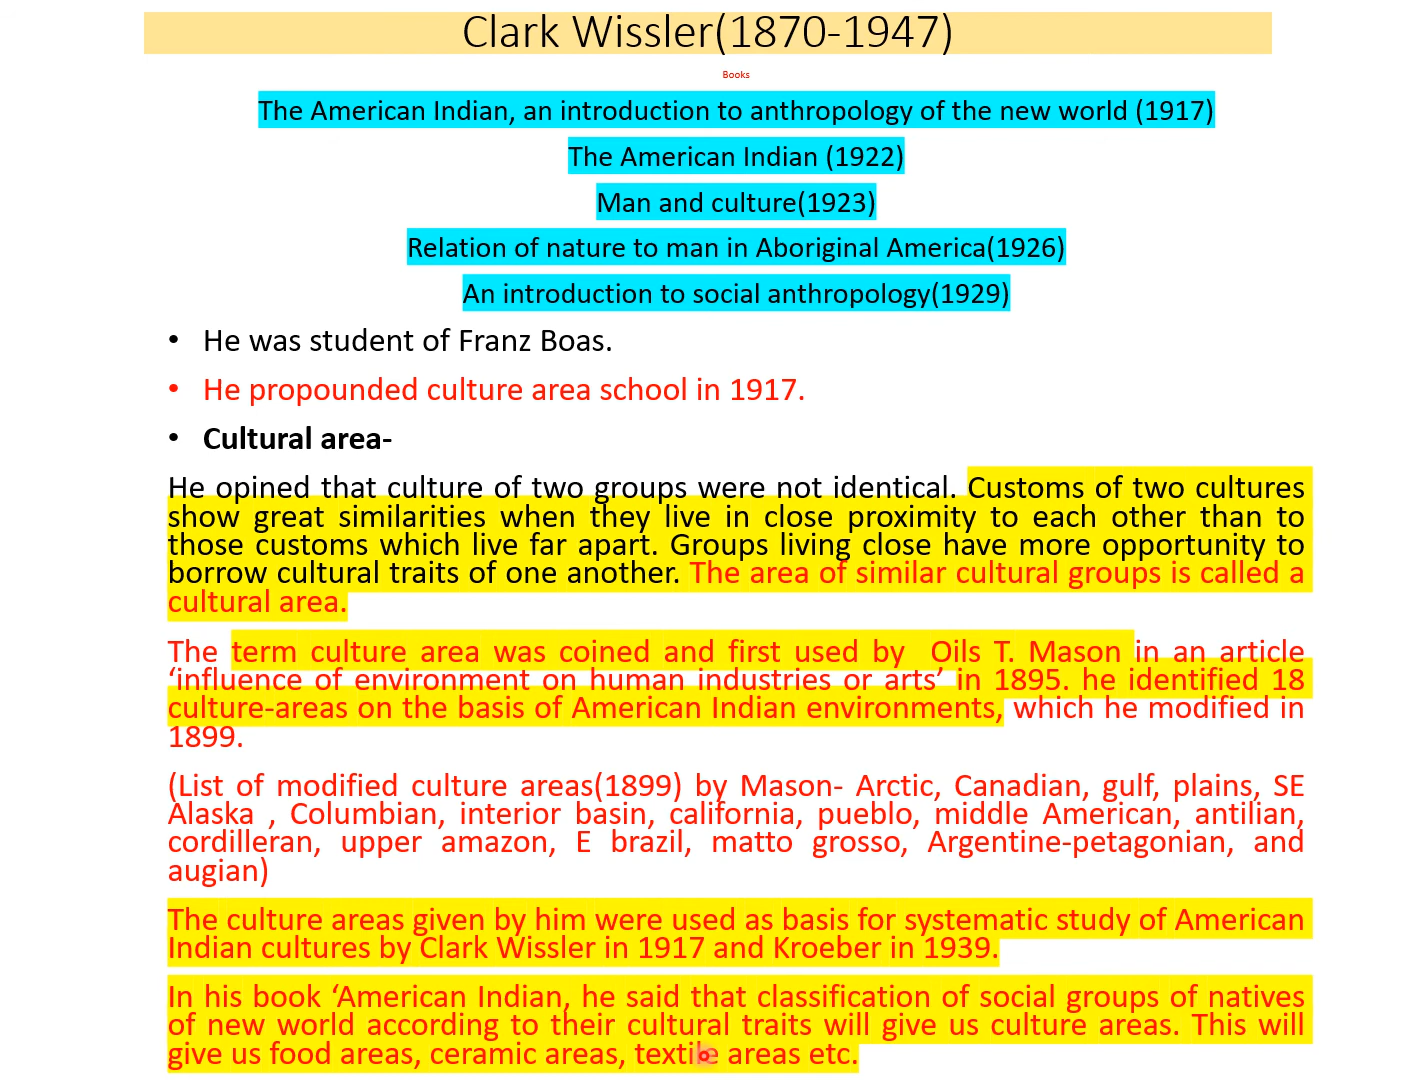 Clark Wissler(1870-1947)
Books
The American Indian, an introduction to anthropology of the new world (1917)
The American Indian (1922)
Man and culture(1923)
Relation of nature to man in Aboriginal America(1926)
An introduction to social anthropology(1929)
• He was student of Franz Boas.
• He propounded culture area school in 1917.
• Cultural area-
He opined that culture of two groups were not identical. Customs of two cultures
show great similarities when they live in close proximity to each other than to
those customs which live far apart. Groups living close have more opportunity to
borrow cultural traits of one another. The area of similar cultural groups is called a
cultural area.
The term culture area was coined and first used by Oils T. Mason in an article
‘influence of environment on human industries or arts’ in 1895. he identified 18
culture-areas on the basis of American Indian environments, which he modified in
1899.
(List of modified culture areas(1899) by Mason- Arctic, Canadian, gulf, plains, SE
Alaska , Columbian, interior basin, california, pueblo, middle American, antilian,
cordilleran, upper amazon, E brazil, matto grosso, Argentine-petagonian, and
augian)
The culture areas given by him were used as basis for systematic study of American
Indian cultures by Clark Wissler in 1917 and Kroeber in 1939.
In his book ‘American Indian, he said that classification of social groups of natives
of new world according to their cultural traits will give us culture areas. This will
give us food areas, ceramic areas, textile areas etc.